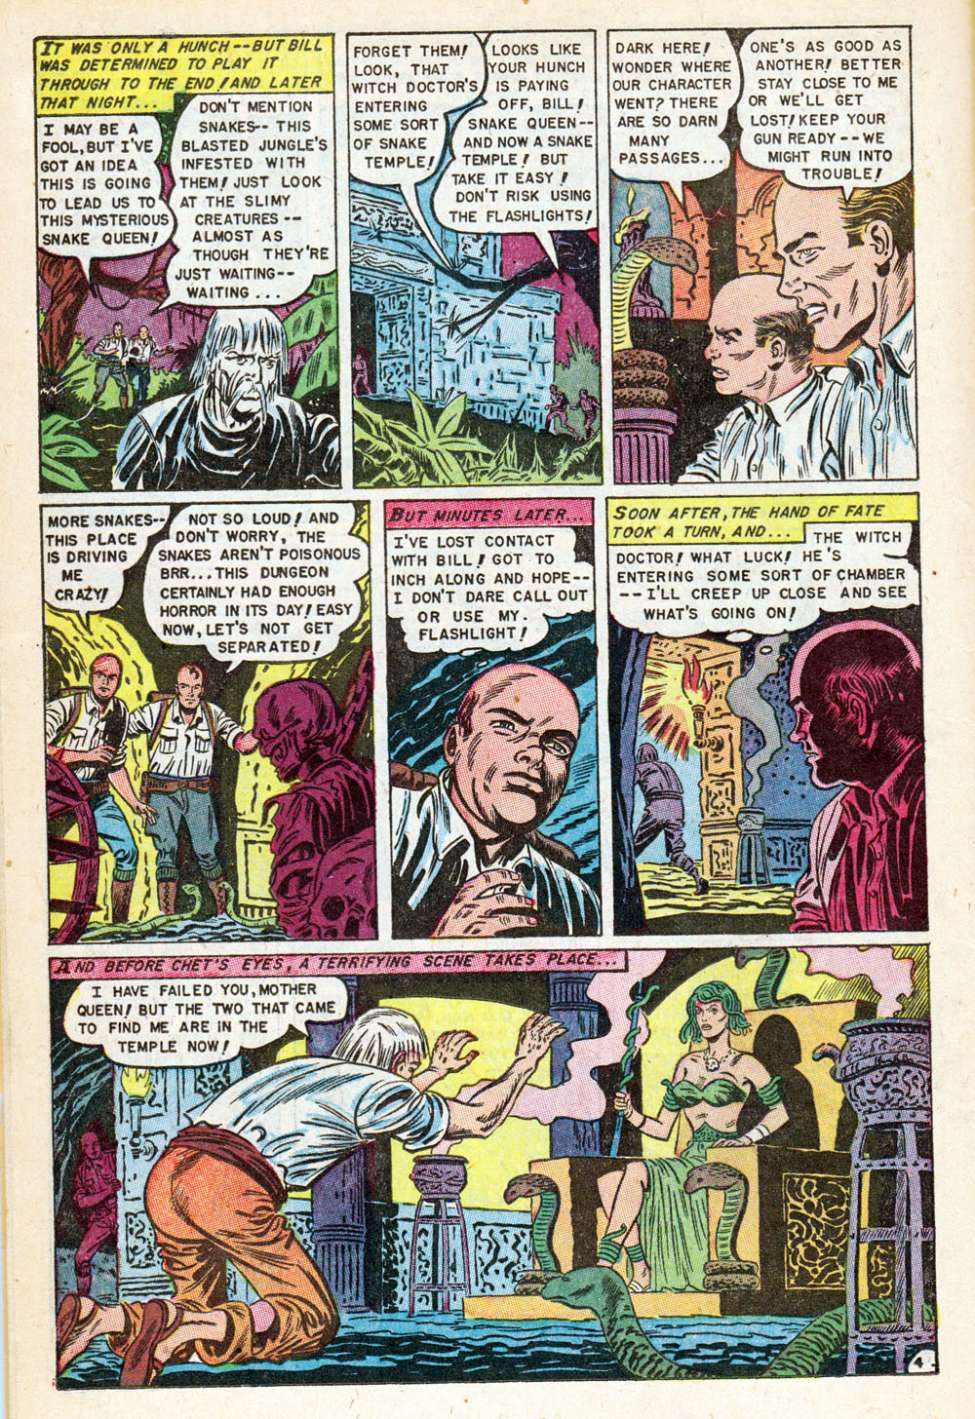 IT WAS ONLY A HUNCH--BUT BILL
WAS DETERMINED TO PLAY IT
THROUGH TO THE END! AND LATER
THAT NIGHT...
I MAY BE A
FOOL, BUT I'VE
GOT AN IDEA
THIS IS GOING
TO LEAD US TO
THIS MYSTERIOUS
SNAKE QUEEN!
DON'T MENTION
SNAKES-- THIS
BLASTED JUNGLE'S
INFESTED WITH
THEM! JUST LOOK
AT THE SLIMY
CREATURES --
ALMOST AS
THOUGH THEY'RE
JUST WAITING--
WAITING...
FORGET THEM!
LOOK, THAT
WITCH DOCTOR'S
ENTERING
SOME SORT
OF SNAKE
TEMPLE!
LOOKS LIKE
YOUR HUNCH
IS PAYING
OFF, BILL!
SNAKE QUEEN--
AND NOW A SNAKE
TEMPLE! BUT
TAKE IT EASY!
DON'T RISK USING
THE FLASHLIGHTS!
DARK HERE!
WONDER WHERE
OUR CHARACTER
WENT? THERE
ARE SO DARN
MANY
PASSAGES...
ONE'S AS GOOD AS
ANOTHER! BETTER
STAY CLOSE TO ME
OR WE'LL GET
LOST! KEEP YOUR
GUN READY--WE
MIGHT RUN INTO
TROUBLE!
MORE SNAKES--
THIS PLACE
IS DRIVING
ME
CRAZY!
NOT SO LOUD! AND
DON'T WORRY, THE
SNAKES AREN'T POISONOUS
BRR...THIS DUNGEON
CERTAINLY HAD ENOUGH
HORROR IN ITS DAY! EASY
NOW, LET'S NOT GET
SEPARATED!
BUT MINUTES LATER...
I'VE LOST CONTACT
WITH BILL! GOT TO
INCH ALONG AND HOPE--
I DON'T DARE CALL OUT
OR USE MY
FLASHLIGHT!
SOON AFTER, THE HAND OF FATE
TOOK A TURN, AND...
THE WITCH
DOCTOR! WHAT LUCK! HE'S
ENTERING SOME SORT OF CHAMBER
--I'LL CREEP UP CLOSE AND SEE
WHAT'S GOING ON!
AND BEFORE CHET'S EYES, A TERRIFYING SCENE TAKES PLACE...
I HAVE FAILED YOU, MOTHER
QUEEN! BUT THE TWO THAT CAME
TO FIND ME ARE IN THE
TEMPLE NOW!
4